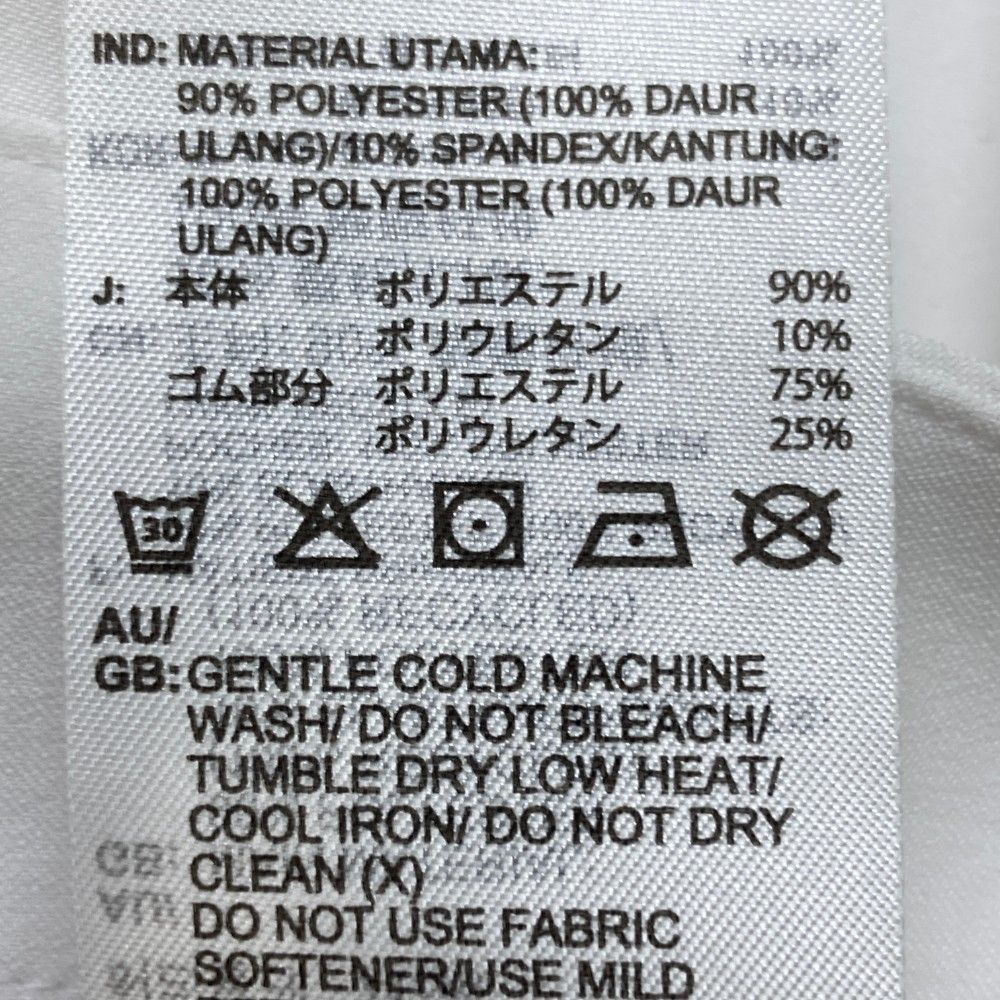 IND: MATERIAL UTAMA:
90% POLYESTER (100% DAUR
ULANG)/10% SPANDEX/KANTUNG:
100% POLYESTER (100% DAUR
ULANG)
J: 本体 ポリエステル 90%
ポリウレタン 10%
ゴム部分 ポリエステル 75%
ポリウレタン 25%
30
AU/
GB: GENTLE COLD MACHINE
WASH/ DO NOT BLEACH/
TUMBLE DRY LOW HEAT/
COOL IRON/ DO NOT DRY
CLEAN (X)
DO NOT USE FABRIC
SOFTENER/USE MILD